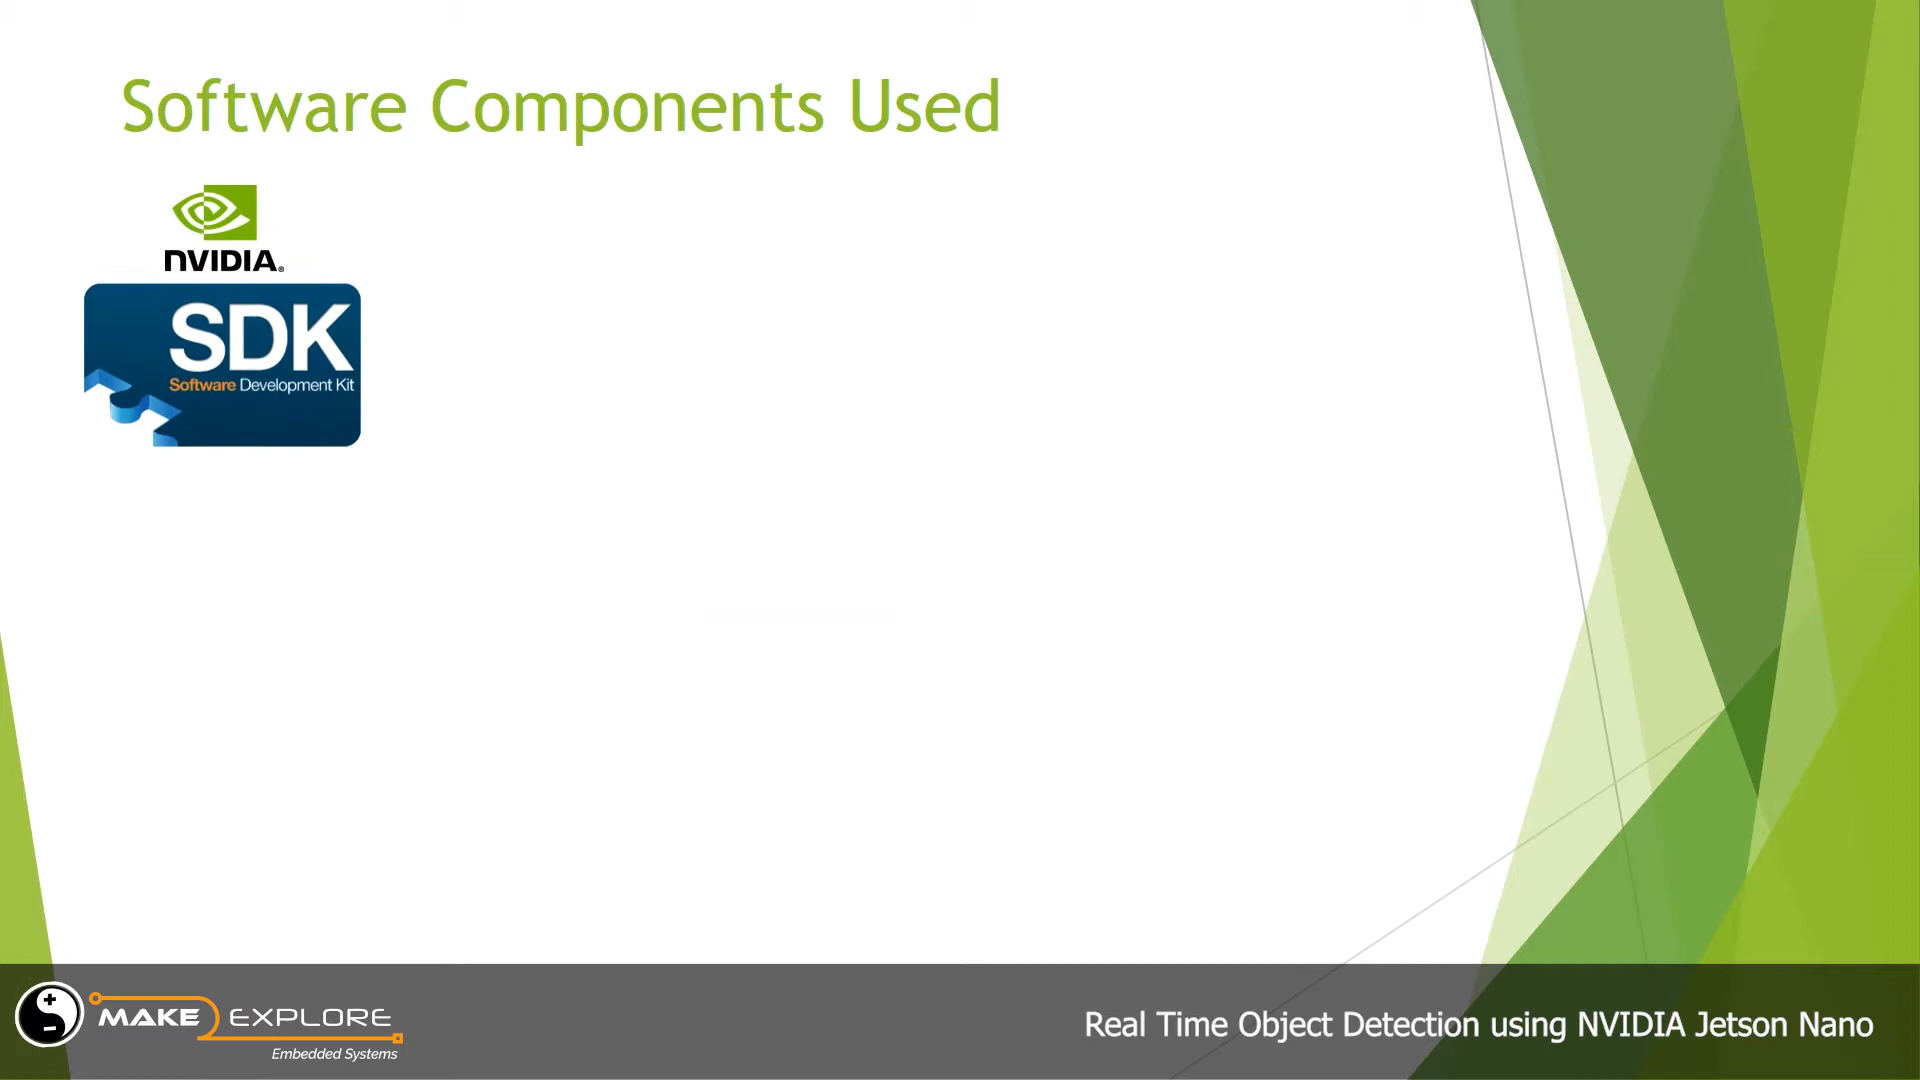 Software Components Used
NVIDIA®
SDK
Software Development Kit
MAKE EXPLORE
Embedded Systems
Real Time Object Detection using NVIDIA Jetson Nano